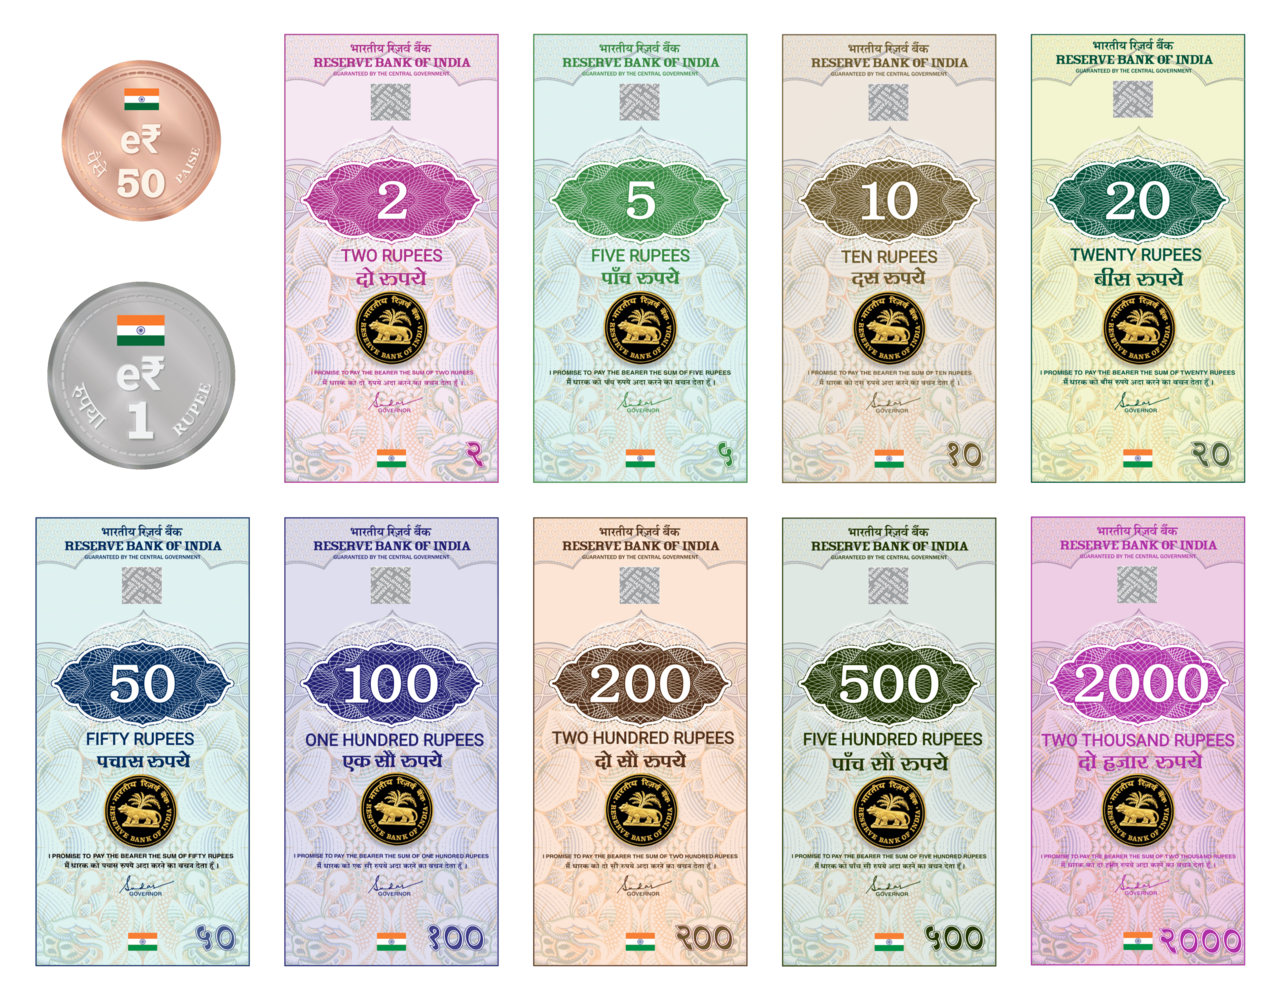 e₹
50
पैसे
PAISE
भारतीय रिज़र्व बैंक
RESERVE BANK OF INDIA
GUARANTEED BY THE CENTRAL GOVERNMENT
2
TWO RUPEES
दो रुपये
भारतीय रिज़र्व बैंक
RESERVE BANK OF INDIA
I PROMISE TO PAY THE BEARER THE SUM OF TWO RUPEES
मैं धारक को दो रुपये अदा करने का वचन देता हूँ ।
GOVERNOR
२
भारतीय रिज़र्व बैंक
RESERVE BANK OF INDIA
GUARANTEED BY THE CENTRAL GOVERNMENT
5
FIVE RUPEES
पाँच रुपये
भारतीय रिज़र्व बैंक
RESERVE BANK OF INDIA
I PROMISE TO PAY THE BEARER THE SUM OF FIVE RUPEES
मैं धारक को पाँच रुपये अदा करने का वचन देता हूँ ।
GOVERNOR
५
भारतीय रिज़र्व बैंक
RESERVE BANK OF INDIA
GUARANTEED BY THE CENTRAL GOVERNMENT
10
TEN RUPEES
दस रुपये
भारतीय रिज़र्व बैंक
RESERVE BANK OF INDIA
I PROMISE TO PAY THE BEARER THE SUM OF TEN RUPEES
मैं धारक को दस रुपये अदा करने का वचन देता हूँ ।
GOVERNOR
१०
भारतीय रिज़र्व बैंक
RESERVE BANK OF INDIA
GUARANTEED BY THE CENTRAL GOVERNMENT
20
TWENTY RUPEES
बीस रुपये
भारतीय रिज़र्व बैंक
RESERVE BANK OF INDIA
I PROMISE TO PAY THE BEARER THE SUM OF TWENTY RUPEES
मैं धारक को बीस रुपये अदा करने का वचन देता हूँ ।
GOVERNOR
२०
e₹
1
रुपया
RUPEE
भारतीय रिज़र्व बैंक
RESERVE BANK OF INDIA
GUARANTEED BY THE CENTRAL GOVERNMENT
50
FIFTY RUPEES
पचास रुपये
भारतीय रिज़र्व बैंक
RESERVE BANK OF INDIA
I PROMISE TO PAY THE BEARER THE SUM OF FIFTY RUPEES
मैं धारक को पचास रुपये अदा करने का वचन देता हूँ ।
GOVERNOR
५०
भारतीय रिज़र्व बैंक
RESERVE BANK OF INDIA
GUARANTEED BY THE CENTRAL GOVERNMENT
100
ONE HUNDRED RUPEES
एक सौ रुपये
भारतीय रिज़र्व बैंक
RESERVE BANK OF INDIA
I PROMISE TO PAY THE BEARER THE SUM OF ONE HUNDRED RUPEES
मैं धारक को एक सौ रुपये अदा करने का वचन देता हूँ ।
GOVERNOR
१००
भारतीय रिज़र्व बैंक
RESERVE BANK OF INDIA
GUARANTEED BY THE CENTRAL GOVERNMENT
200
TWO HUNDRED RUPEES
दो सौ रुपये
भारतीय रिज़र्व बैंक
RESERVE BANK OF INDIA
I PROMISE TO PAY THE BEARER THE SUM OF TWO HUNDRED RUPEES
मैं धारक को दो सौ रुपये अदा करने का वचन देता हूँ ।
GOVERNOR
२००
भारतीय रिज़र्व बैंक
RESERVE BANK OF INDIA
GUARANTEED BY THE CENTRAL GOVERNMENT
500
FIVE HUNDRED RUPEES
पाँच सौ रुपये
भारतीय रिज़र्व बैंक
RESERVE BANK OF INDIA
I PROMISE TO PAY THE BEARER THE SUM OF FIVE HUNDRED RUPEES
मैं धारक को पाँच सौ रुपये अदा करने का वचन देता हूँ ।
GOVERNOR
५००
भारतीय रिज़र्व बैंक
RESERVE BANK OF INDIA
GUARANTEED BY THE CENTRAL GOVERNMENT
2000
TWO THOUSAND RUPEES
दो हज़ार रुपये
भारतीय रिज़र्व बैंक
RESERVE BANK OF INDIA
I PROMISE TO PAY THE BEARER THE SUM OF TWO THOUSAND RUPEES
मैं धारक को दो हज़ार रुपये अदा करने का वचन देता हूँ ।
GOVERNOR
२०००